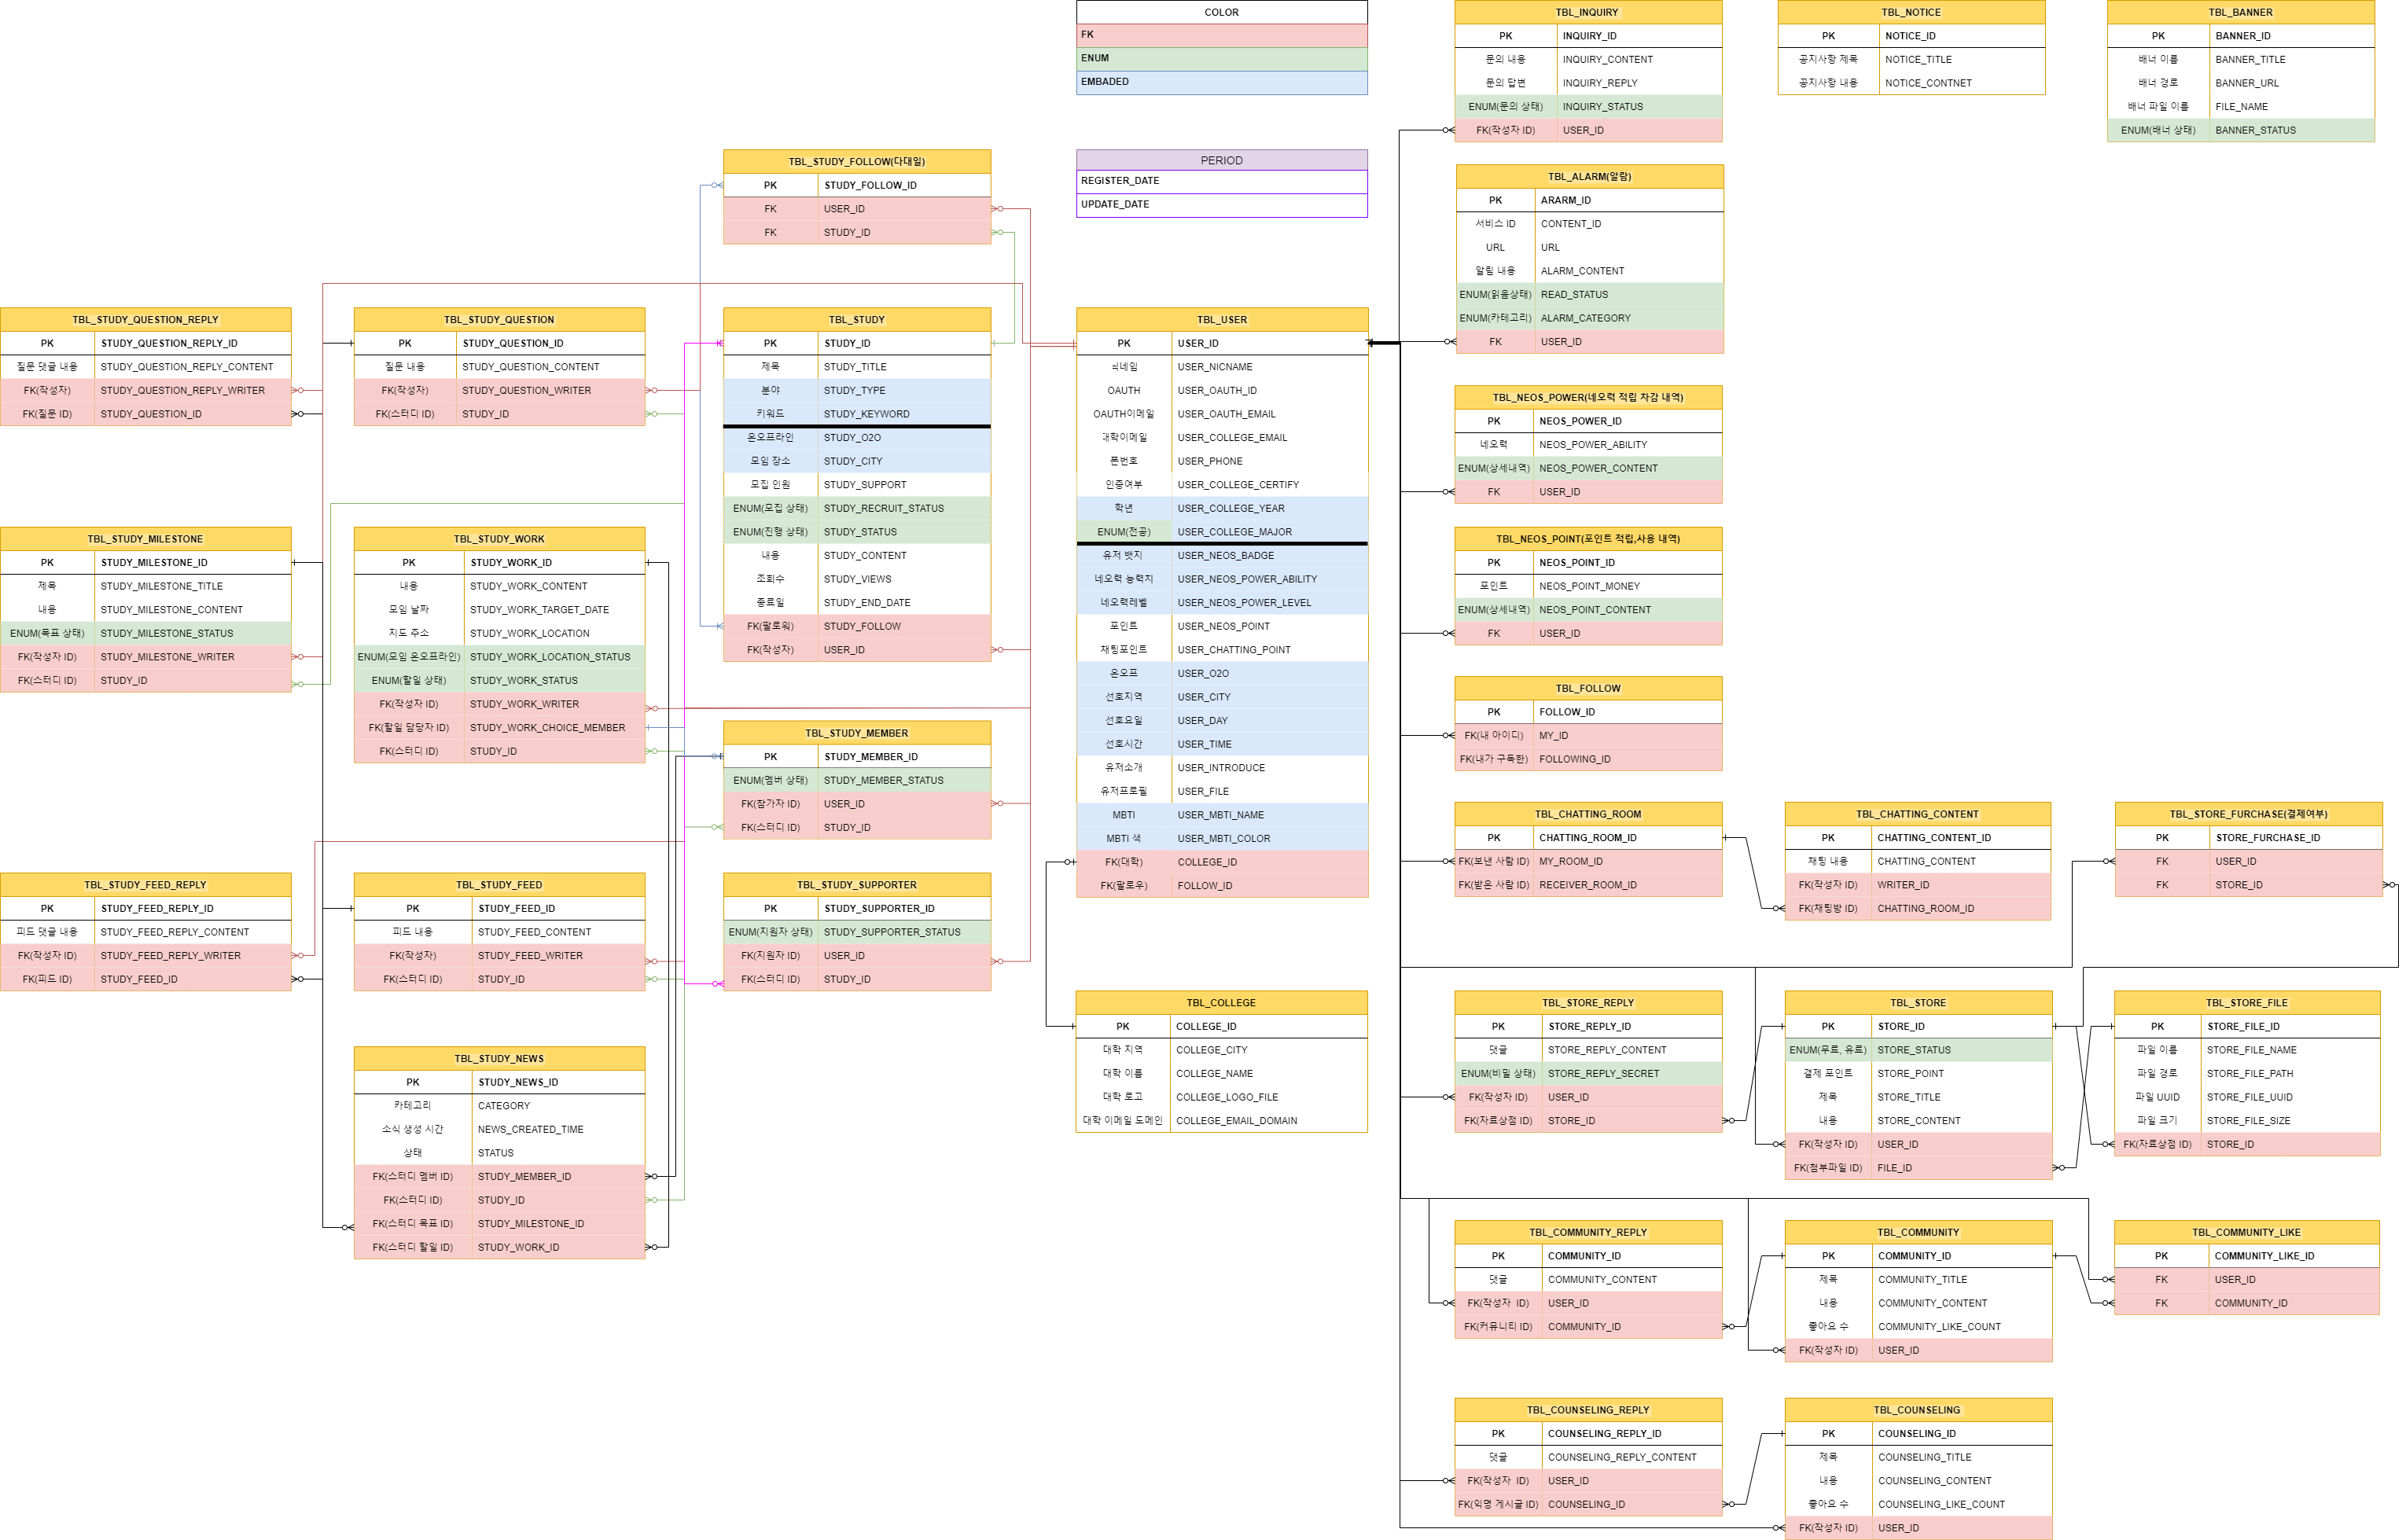 COLOR
FK
ENUM
EMBADED
PERIOD
REGISTER_DATE
UPDATE_DATE
TBL_INQUIRY
PK INQUIRY_ID
문의 내용 INQUIRY_CONTENT
문의 답변 INQUIRY_REPLY
ENUM(문의 상태) INQUIRY_STATUS
FK(작성자 ID) USER_ID
TBL_NOTICE
PK NOTICE_ID
공지사항 제목 NOTICE_TITLE
공지사항 내용 NOTICE_CONTNET
TBL_BANNER
PK BANNER_ID
배너 이름 BANNER_TITLE
배너 경로 BANNER_URL
배너 파일 이름 FILE_NAME
ENUM(배너 상태) BANNER_STATUS
TBL_STUDY_FOLLOW(다대일)
PK STUDY_FOLLOW_ID
FK USER_ID
FK STUDY_ID
TBL_ALARM(알람)
PK ARARM_ID
서비스 ID CONTENT_ID
URL URL
알림 내용 ALARM_CONTENT
ENUM(읽음상태) READ_STATUS
ENUM(카테고리) ALARM_CATEGORY
FK USER_ID
TBL_STUDY_QUESTION_REPLY
PK STUDY_QUESTION_REPLY_ID
질문 댓글 내용 STUDY_QUESTION_REPLY_CONTENT
FK(작성자) STUDY_QUESTION_REPLY_WRITER
FK(질문 ID) STUDY_QUESTION_ID
TBL_STUDY_QUESTION
PK STUDY_QUESTION_ID
질문 내용 STUDY_QUESTION_CONTENT
FK(작성자) STUDY_QUESTION_WRITER
FK(스터디 ID) STUDY_ID
TBL_STUDY
PK STUDY_ID
제목 STUDY_TITLE
분야 STUDY_TYPE
키워드 STUDY_KEYWORD
온오프라인 STUDY_O2O
모임 장소 STUDY_CITY
모집 인원 STUDY_SUPPORT
ENUM(모집 상태) STUDY_RECRUIT_STATUS
ENUM(진행 상태) STUDY_STATUS
내용 STUDY_CONTENT
조회수 STUDY_VIEWS
종료일 STUDY_END_DATE
FK(팔로워) STUDY_FOLLOW
FK(작성자) USER_ID
TBL_USER
PK USER_ID
닉네임 USER_NICNAME
OAUTH USER_OAUTH_ID
OAUTH이메일 USER_OAUTH_EMAIL
대학이메일 USER_COLLEGE_EMAIL
폰번호 USER_PHONE
인증여부 USER_COLLEGE_CERTIFY
학년 USER_COLLEGE_YEAR
ENUM(전공) USER_COLLEGE_MAJOR
유저 뱃지 USER_NEOS_BADGE
네오력 능력치 USER_NEOS_POWER_ABILITY
네오력레벨 USER_NEOS_POWER_LEVEL
포인트 USER_NEOS_POINT
채팅포인트 USER_CHATTING_POINT
온오프 USER_O2O
선호지역 USER_CITY
선호요일 USER_DAY
선호시간 USER_TIME
유저소개 USER_INTRODUCE
유저프로필 USER_FILE
MBTI USER_MBTI_NAME
MBTI 색 USER_MBTI_COLOR
FK(대학) COLLEGE_ID
FK(팔로우) FOLLOW_ID
TBL_NEOS_POWER(네오력 적립 차감 내역)
PK NEOS_POWER_ID
네오력 NEOS_POWER_ABILITY
ENUM(상세내역) NEOS_POWER_CONTENT
FK USER_ID
TBL_NEOS_POINT(포인트 적립,사용 내역)
PK NEOS_POINT_ID
포인트 NEOS_POINT_MONEY
ENUM(상세내역) NEOS_POINT_CONTENT
FK USER_ID
TBL_STUDY_MILESTONE
PK STUDY_MILESTONE_ID
제목 STUDY_MILESTONE_TITLE
내용 STUDY_MILESTONE_CONTENT
ENUM(목표 상태) STUDY_MILESTONE_STATUS
FK(작성자 ID) STUDY_MILESTONE_WRITER
FK(스터디 ID) STUDY_ID
TBL_STUDY_WORK
PK STUDY_WORK_ID
내용 STUDY_WORK_CONTENT
모임 날짜 STUDY_WORK_TARGET_DATE
지도 주소 STUDY_WORK_LOCATION
ENUM(모임 온오프라인) STUDY_WORK_LOCATION_STATUS
ENUM(할일 상태) STUDY_WORK_STATUS
FK(작성자 ID) STUDY_WORK_WRITER
FK(할일 담당자 ID) STUDY_WORK_CHOICE_MEMBER
FK(스터디 ID) STUDY_ID
TBL_FOLLOW
PK FOLLOW_ID
FK(내 아이디) MY_ID
FK(내가 구독한) FOLLOWING_ID
TBL_STUDY_MEMBER
PK STUDY_MEMBER_ID
ENUM(멤버 상태) STUDY_MEMBER_STATUS
FK(참가자 ID) USER_ID
FK(스터디 ID) STUDY_ID
TBL_CHATTING_ROOM
PK CHATTING_ROOM_ID
FK(보낸 사람 ID) MY_ROOM_ID
FK(받은 사람 ID) RECEIVER_ROOM_ID
TBL_CHATTING_CONTENT
PK CHATTING_CONTENT_ID
채팅 내용 CHATTING_CONTENT
FK(작성자 ID) WRITER_ID
FK(채팅방 ID) CHATTING_ROOM_ID
TBL_STORE_FURCHASE(결제여부)
PK STORE_FURCHASE_ID
FK USER_ID
FK STORE_ID
TBL_STUDY_FEED_REPLY
PK STUDY_FEED_REPLY_ID
피드 댓글 내용 STUDY_FEED_REPLY_CONTENT
FK(작성자 ID) STUDY_FEED_REPLY_WRITER
FK(피드 ID) STUDY_FEED_ID
TBL_STUDY_FEED
PK STUDY_FEED_ID
피드 내용 STUDY_FEED_CONTENT
FK(작성자) STUDY_FEED_WRITER
FK(스터디 ID) STUDY_ID
TBL_STUDY_SUPPORTER
PK STUDY_SUPPORTER_ID
ENUM(지원자 상태) STUDY_SUPPORTER_STATUS
FK(지원자 ID) USER_ID
FK(스터디 ID) STUDY_ID
TBL_COLLEGE
PK COLLEGE_ID
대학 지역 COLLEGE_CITY
대학 이름 COLLEGE_NAME
대학 로고 COLLEGE_LOGO_FILE
대학 이메일 도메인 COLLEGE_EMAIL_DOMAIN
TBL_STORE_REPLY
PK STORE_REPLY_ID
댓글 STORE_REPLY_CONTENT
ENUM(비밀 상태) STORE_REPLY_SECRET
FK(작성자 ID) USER_ID
FK(자료상점 ID) STORE_ID
TBL_STORE
PK STORE_ID
ENUM(무료, 유료) STORE_STATUS
결제 포인트 STORE_POINT
제목 STORE_TITLE
내용 STORE_CONTENT
FK(작성자 ID) USER_ID
FK(첨부파일 ID) FILE_ID
TBL_STORE_FILE
PK STORE_FILE_ID
파일 이름 STORE_FILE_NAME
파일 경로 STORE_FILE_PATH
파일 UUID STORE_FILE_UUID
파일 크기 STORE_FILE_SIZE
FK(자료상점 ID) STORE_ID
TBL_STUDY_NEWS
PK STUDY_NEWS_ID
카테고리 CATEGORY
소식 생성 시간 NEWS_CREATED_TIME
상태 STATUS
FK(스터디 멤버 ID) STUDY_MEMBER_ID
FK(스터디 ID) STUDY_ID
FK(스터디 목표 ID) STUDY_MILESTONE_ID
FK(스터디 할일 ID) STUDY_WORK_ID
TBL_COMMUNITY_REPLY
PK COMMUNITY_ID
댓글 COMMUNITY_CONTENT
FK(작성자 ID) USER_ID
FK(커뮤니티 ID) COMMUNITY_ID
TBL_COMMUNITY
PK COMMUNITY_ID
제목 COMMUNITY_TITLE
내용 COMMUNITY_CONTENT
좋아요 수 COMMUNITY_LIKE_COUNT
FK(작성자 ID) USER_ID
TBL_COMMUNITY_LIKE
PK COMMUNITY_LIKE_ID
FK USER_ID
FK COMMUNITY_ID
TBL_COUNSELING_REPLY
PK COUNSELING_REPLY_ID
댓글 COUNSELING_REPLY_CONTENT
FK(작성자 ID) USER_ID
FK(익명 게시글 ID) COUNSELING_ID
TBL_COUNSELING
PK COUNSELING_ID
제목 COUNSELING_TITLE
내용 COUNSELING_CONTENT
좋아요 수 COUNSELING_LIKE_COUNT
FK(작성자 ID) USER_ID